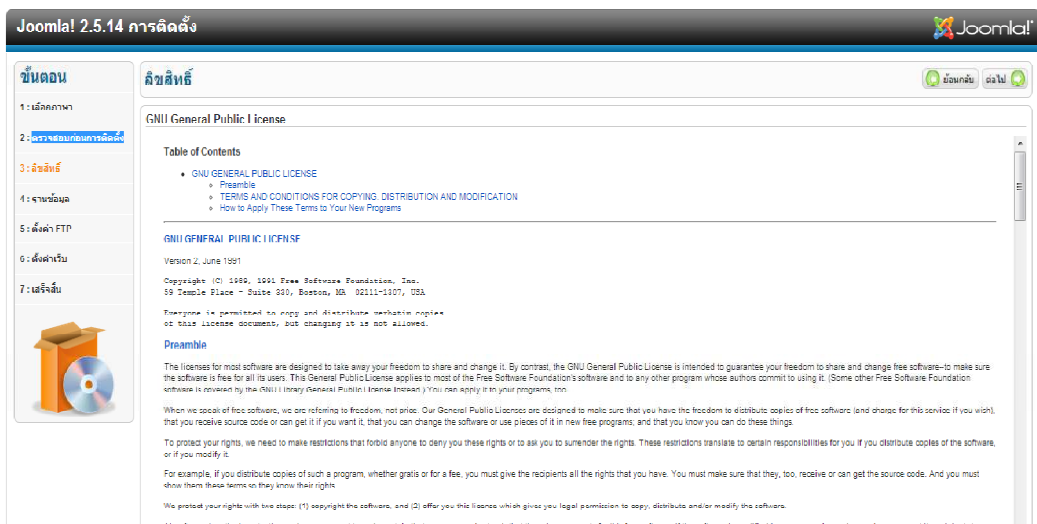 Joomla! 2.5.14 การติดตั้ง
Joomla!
ขั้นตอน
1 : เลือกภาษา
2 : ตรวจสอบก่อนการติดตั้ง
3 : ลิขสิทธิ์
4 : ฐานข้อมูล
5 : ตั้งค่า FTP
6 : ตั้งค่าเว็บ
7 : เสร็จสิ้น
ลิขสิทธิ์
ย้อนกลับ
ต่อไป
GNU General Public License
Table of Contents
GNU GENERAL PUBLIC LICENSE
Preamble
TERMS AND CONDITIONS FOR COPYING, DISTRIBUTION AND MODIFICATION
How to Apply These Terms to Your New Programs
GNU GENERAL PUBLIC LICENSE
Version 2, June 1991
Copyright (C) 1989, 1991 Free Software Foundation, Inc.
59 Temple Place - Suite 330, Boston, MA 02111-1307, USA
Everyone is permitted to copy and distribute verbatim copies
of this license document, but changing it is not allowed.
Preamble
The licenses for most software are designed to take away your freedom to share and change it. By contrast, the GNU General Public License is intended to guarantee your freedom to share and change free software--to make sure
the software is free for all its users. This General Public License applies to most of the Free Software Foundation's software and to any other program whose authors commit to using it. (Some other Free Software Foundation
software is covered by the GNU Library General Public License instead.) You can apply it to your programs, too.
When we speak of free software, we are referring to freedom, not price. Our General Public Licenses are designed to make sure that you have the freedom to distribute copies of free software (and charge for this service if you wish),
that you receive source code or can get it if you want it, that you can change the software or use pieces of it in new free programs; and that you know you can do these things.
To protect your rights, we need to make restrictions that forbid anyone to deny you these rights or to ask you to surrender the rights. These restrictions translate to certain responsibilities for you if you distribute copies of the software,
or if you modify it.
For example, if you distribute copies of such a program, whether gratis or for a fee, you must give the recipients all the rights that you have. You must make sure that they, too, receive or can get the source code. And you must
show them these terms so they know their rights.
We protect your rights with two steps: (1) copyright the software, and (2) offer you this license which gives you legal permission to copy, distribute and/or modify the software.